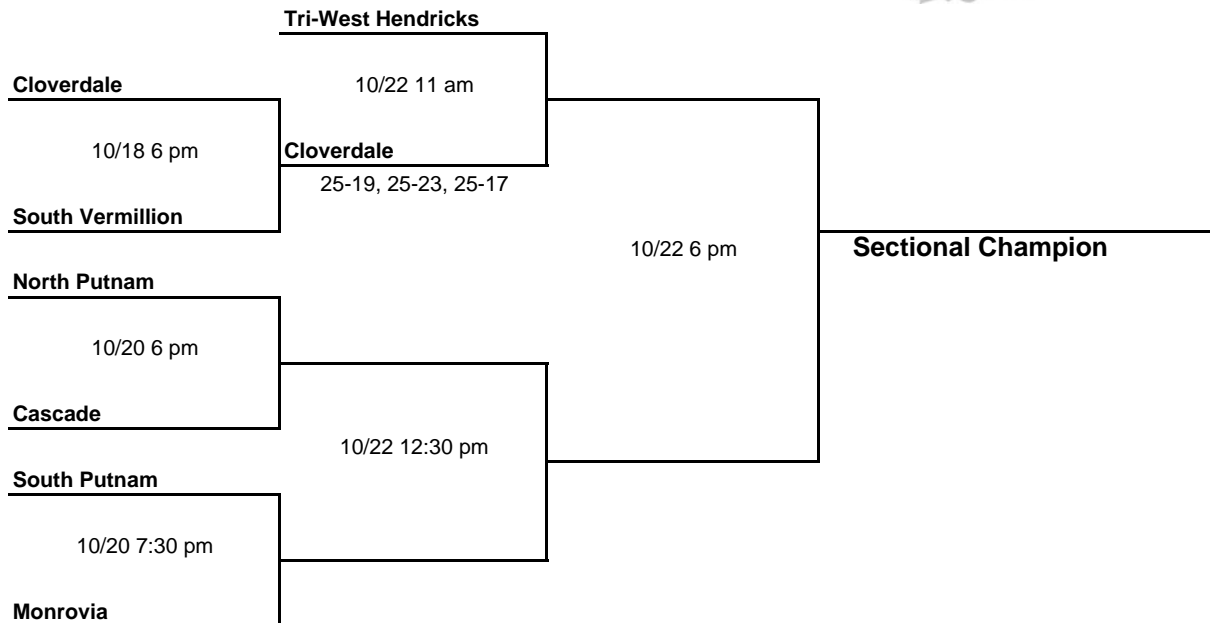 Tri-West Hendricks
Cloverdale
10/22 11 am
10/18 6 pm
Cloverdale
25-19, 25-23, 25-17
South Vermillion
10/22 6 pm
Sectional Champion
North Putnam
10/20 6 pm
Cascade
10/22 12:30 pm
South Putnam
10/20 7:30 pm
Monrovia